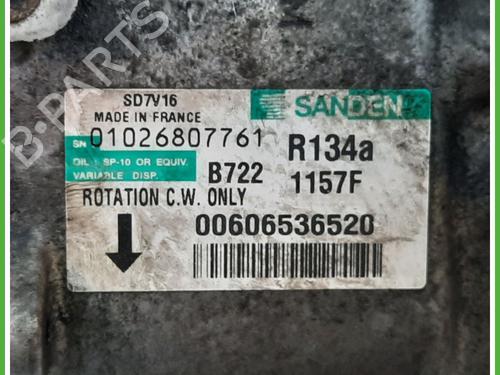 B-PARTS
SD7V16
MADE IN FRANCE
SANDEN
SN 01026807761
OIL : SP-10 OR EQUIV.
VARIABLE DISP.
B722
R134a
1157F
ROTATION C.W. ONLY
00606536520